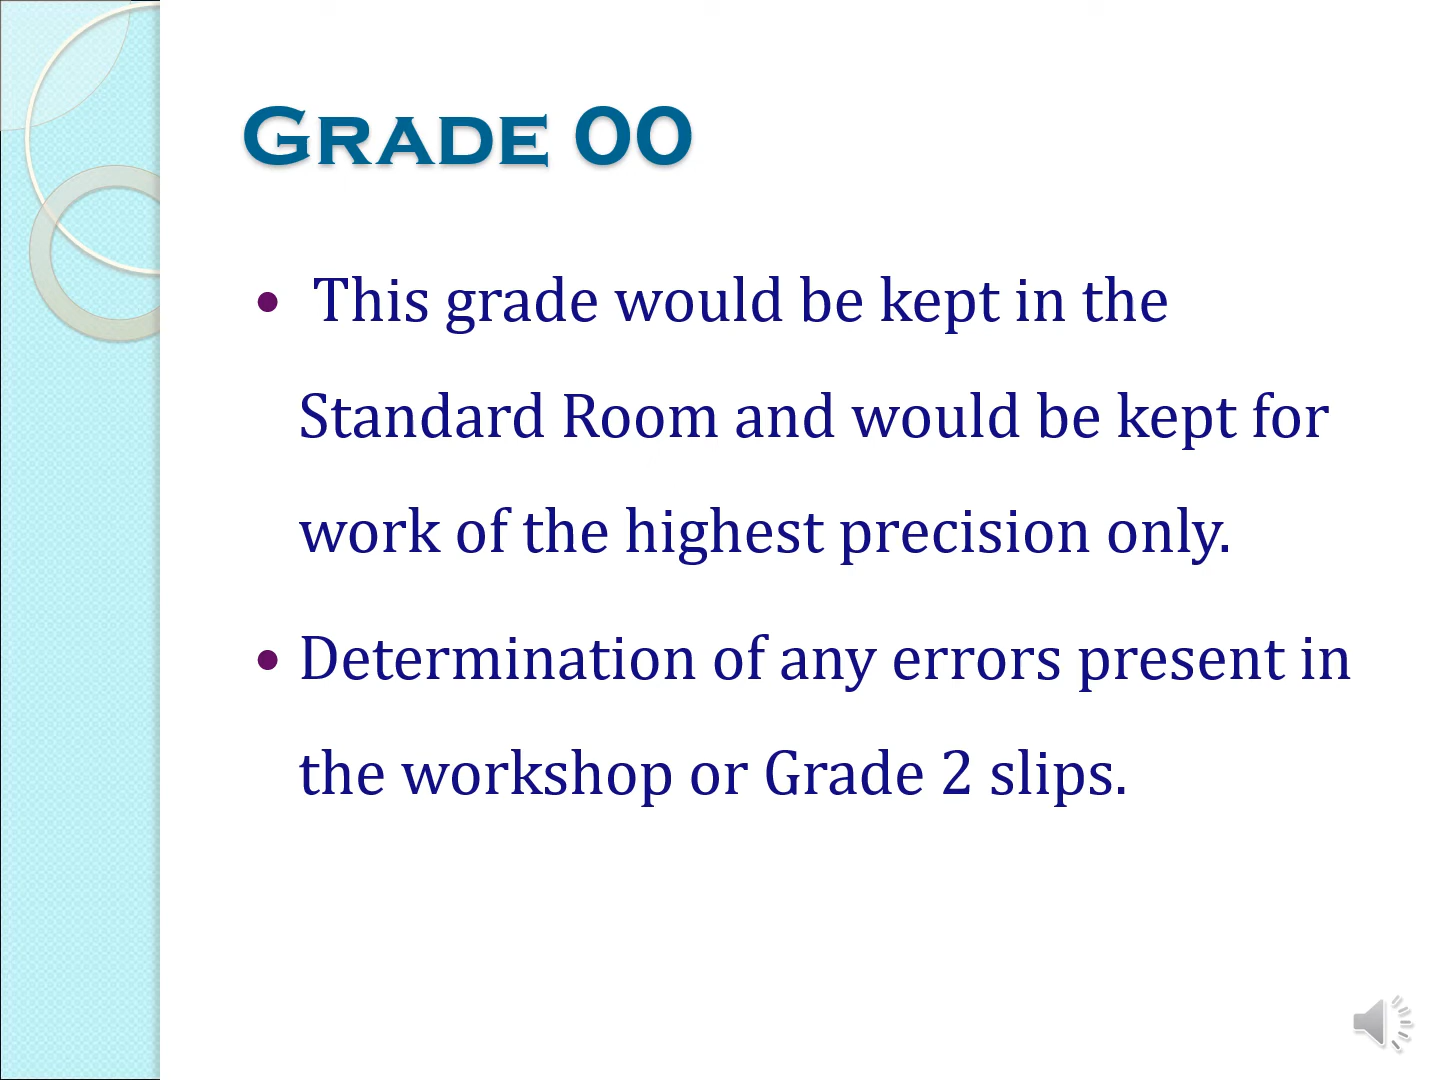 GRADE 00
• This grade would be kept in the
Standard Room and would be kept for
work of the highest precision only.
• Determination of any errors present in
the workshop or Grade 2 slips.